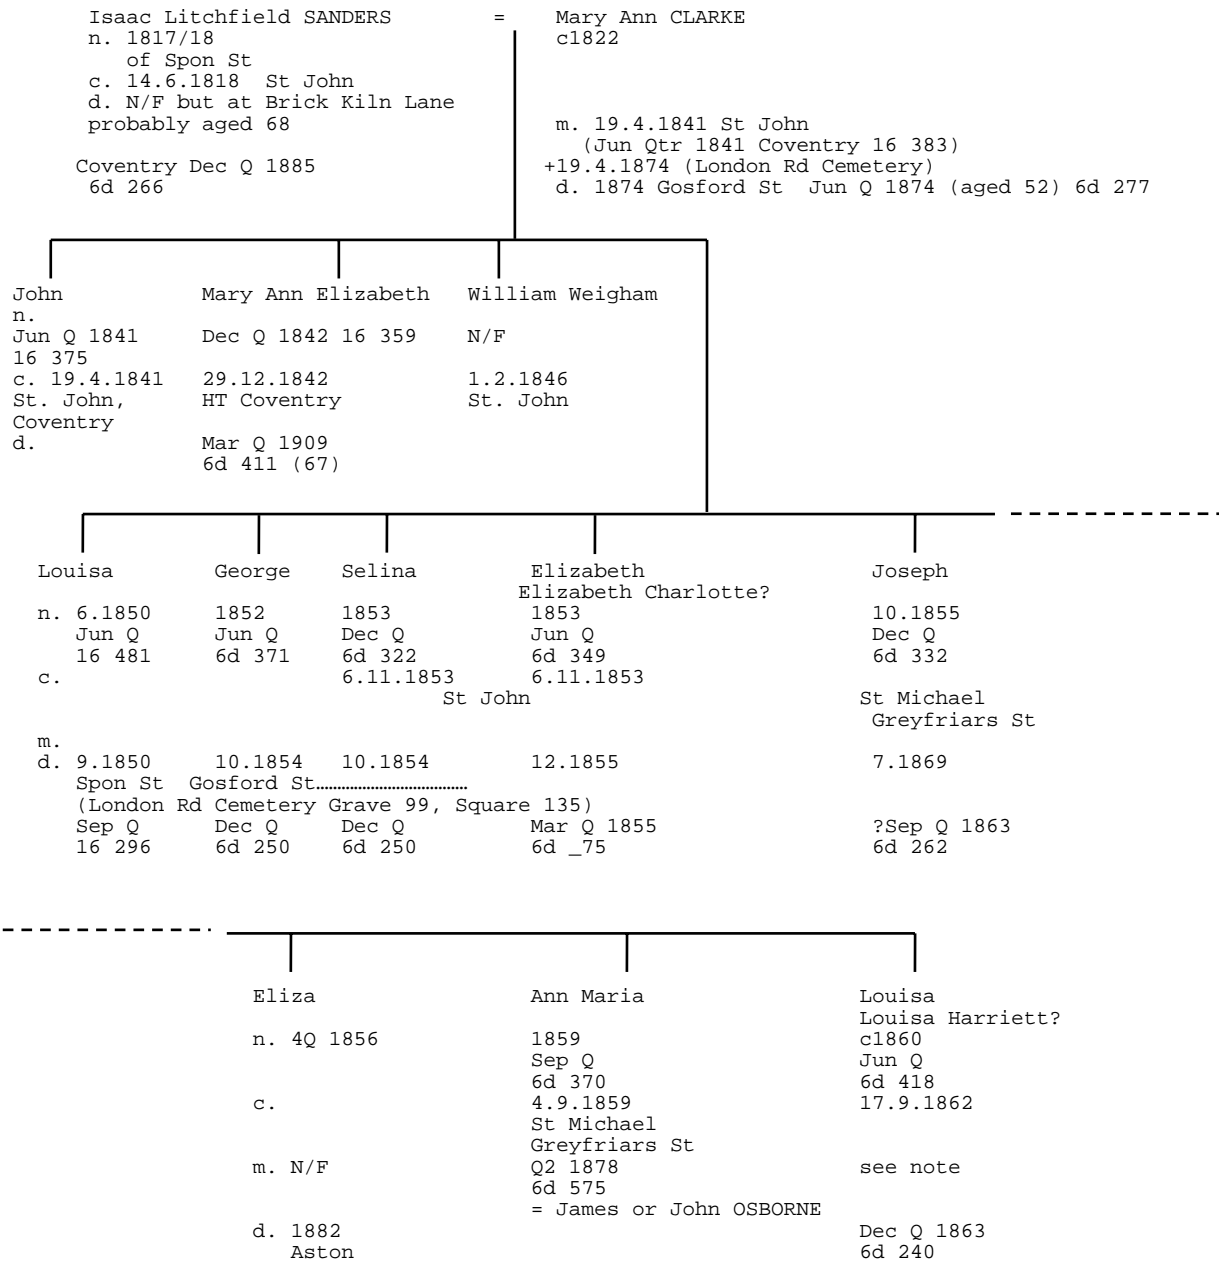 Isaac Litchfield SANDERS = Mary Ann CLARKE
n. 1817/18 c1822
of Spon St
c. 14.6.1818 St John
d. N/F but at Brick Kiln Lane
probably aged 68 m. 19.4.1841 St John
(Jun Qtr 1841 Coventry 16 383)
Coventry Dec Q 1885 +19.4.1874 (London Rd Cemetery)
6d 266 d. 1874 Gosford St Jun Q 1874 (aged 52) 6d 277
John Mary Ann Elizabeth William Weigham
n.
Jun Q 1841 Dec Q 1842 16 359 N/F
16 375
c. 19.4.1841 29.12.1842 1.2.1846
St. John, HT Coventry St. John
Coventry
d. Mar Q 1909
6d 411 (67)
Louisa George Selina Elizabeth Joseph
Elizabeth Charlotte?
n. 6.1850 1852 1853 1853 10.1855
Jun Q Jun Q Dec Q Jun Q Dec Q
16 481 6d 371 6d 322 6d 349 6d 332
c. 6.11.1853 6.11.1853
St John St Michael
Greyfriars St
m.
d. 9.1850 10.1854 10.1854 12.1855 7.1869
Spon St Gosford St…………………………………
(London Rd Cemetery Grave 99, Square 135)
Sep Q Dec Q Dec Q Mar Q 1855 ?Sep Q 1863
16 296 6d 250 6d 250 6d _75 6d 262
Eliza Ann Maria Louisa
Louisa Harriett?
n. 4Q 1856 1859 c1860
Sep Q Jun Q
6d 370 6d 418
c. 4.9.1859 17.9.1862
St Michael
Greyfriars St
m. N/F Q2 1878 see note
6d 575
= James or John OSBORNE
d. 1882 Dec Q 1863
Aston 6d 240